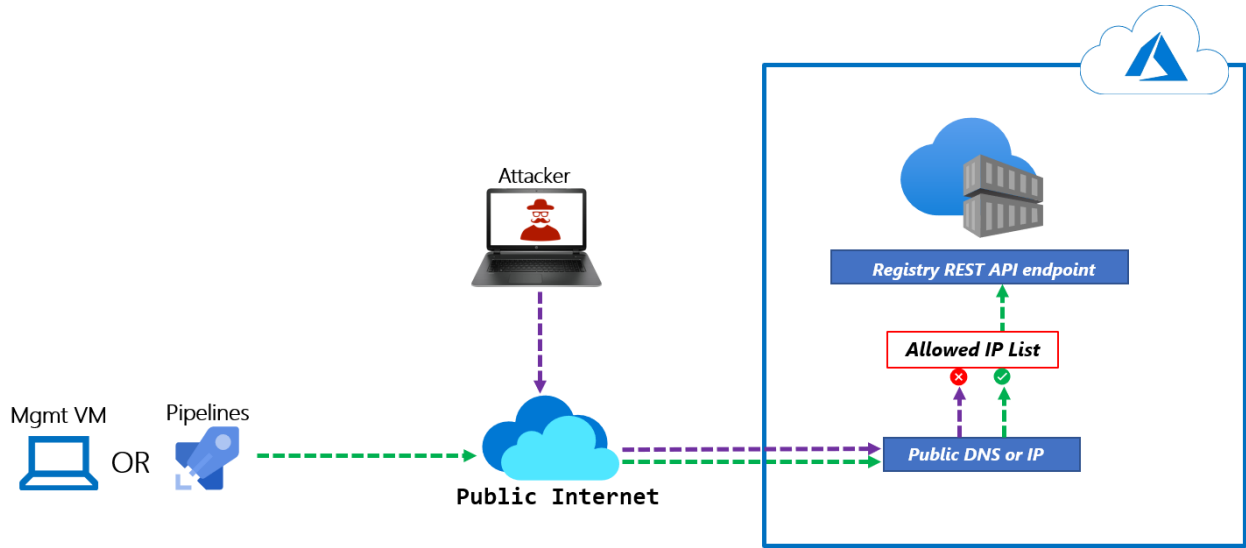 Attacker
Registry REST API endpoint
Allowed IP List
Mgmt VM
OR
Pipelines
Public DNS or IP
Public Internet